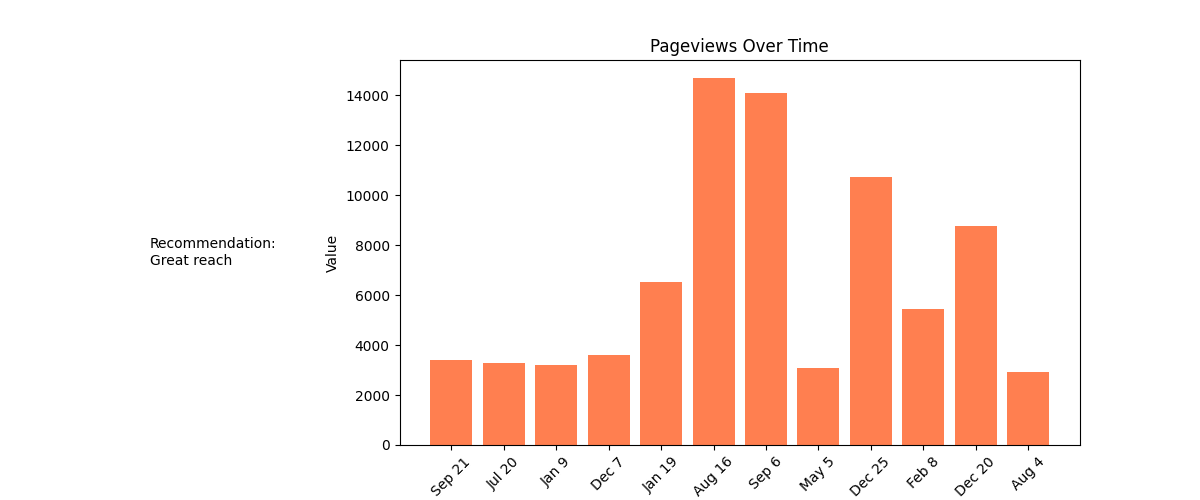 Pageviews Over Time
Recommendation:
Great reach
Value
14000
12000
10000
8000
6000
4000
2000
0
Sep 21
Jul 20
Jan 9
Dec 7
Jan 19
Aug 16
Sep 6
May 5
Dec 25
Feb 8
Dec 20
Aug 4